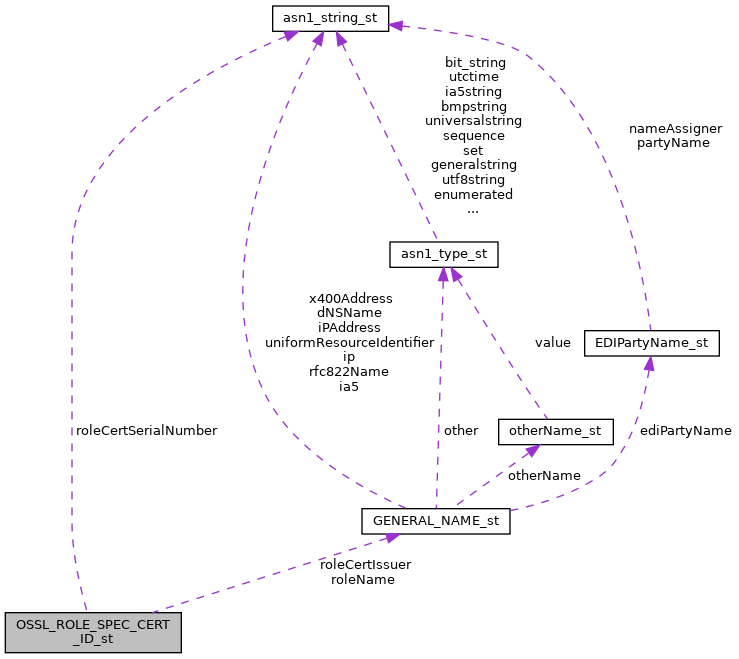 asn1_string_st
bit_string
utctime
ia5string
bmpstring
universalstring
sequence
set
generalstring
utf8string
enumerated
...
nameAssigner
partyName
asn1_type_st
x400Address
dNSName
iPAddress
uniformResourceIdentifier
ip
rfc822Name
ia5
value
EDIPartyName_st
roleCertSerialNumber
other
otherName_st
ediPartyName
otherName
GENERAL_NAME_st
roleCertIssuer
roleName
OSSL_ROLE_SPEC_CERT
_ID_st